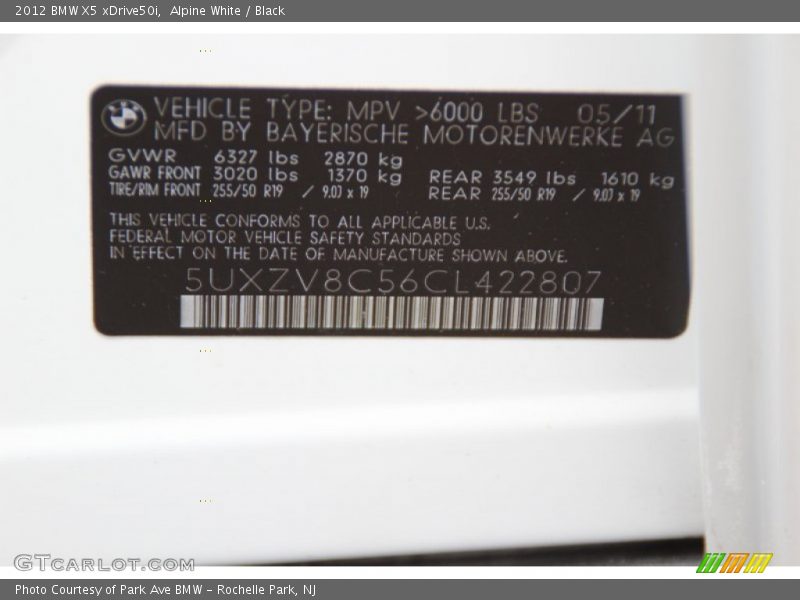 2012 BMW X5 xDrive50i,  Alpine White / Black
VEHICLE TYPE: MPV >6000 LBS 05/11
MFD BY BAYERISCHE MOTORENWERKE AG
GVWR 6327 lbs 2870 kg
GAWR FRONT 3020 lbs 1370 kg REAR 3549 lbs 1610 kg
TIRE/RIM FRONT 255/50 R19 / 9.0J x 19 REAR 255/50 R19 / 9.0J x 19
THIS VEHICLE CONFORMS TO ALL APPLICABLE U.S.
FEDERAL MOTOR VEHICLE SAFETY STANDARDS
IN EFFECT ON THE DATE OF MANUFACTURE SHOWN ABOVE.
5UXZV8C56CL422807
GTCARLOT.COM
Photo Courtesy of Park Ave BMW - Rochelle Park, NJ